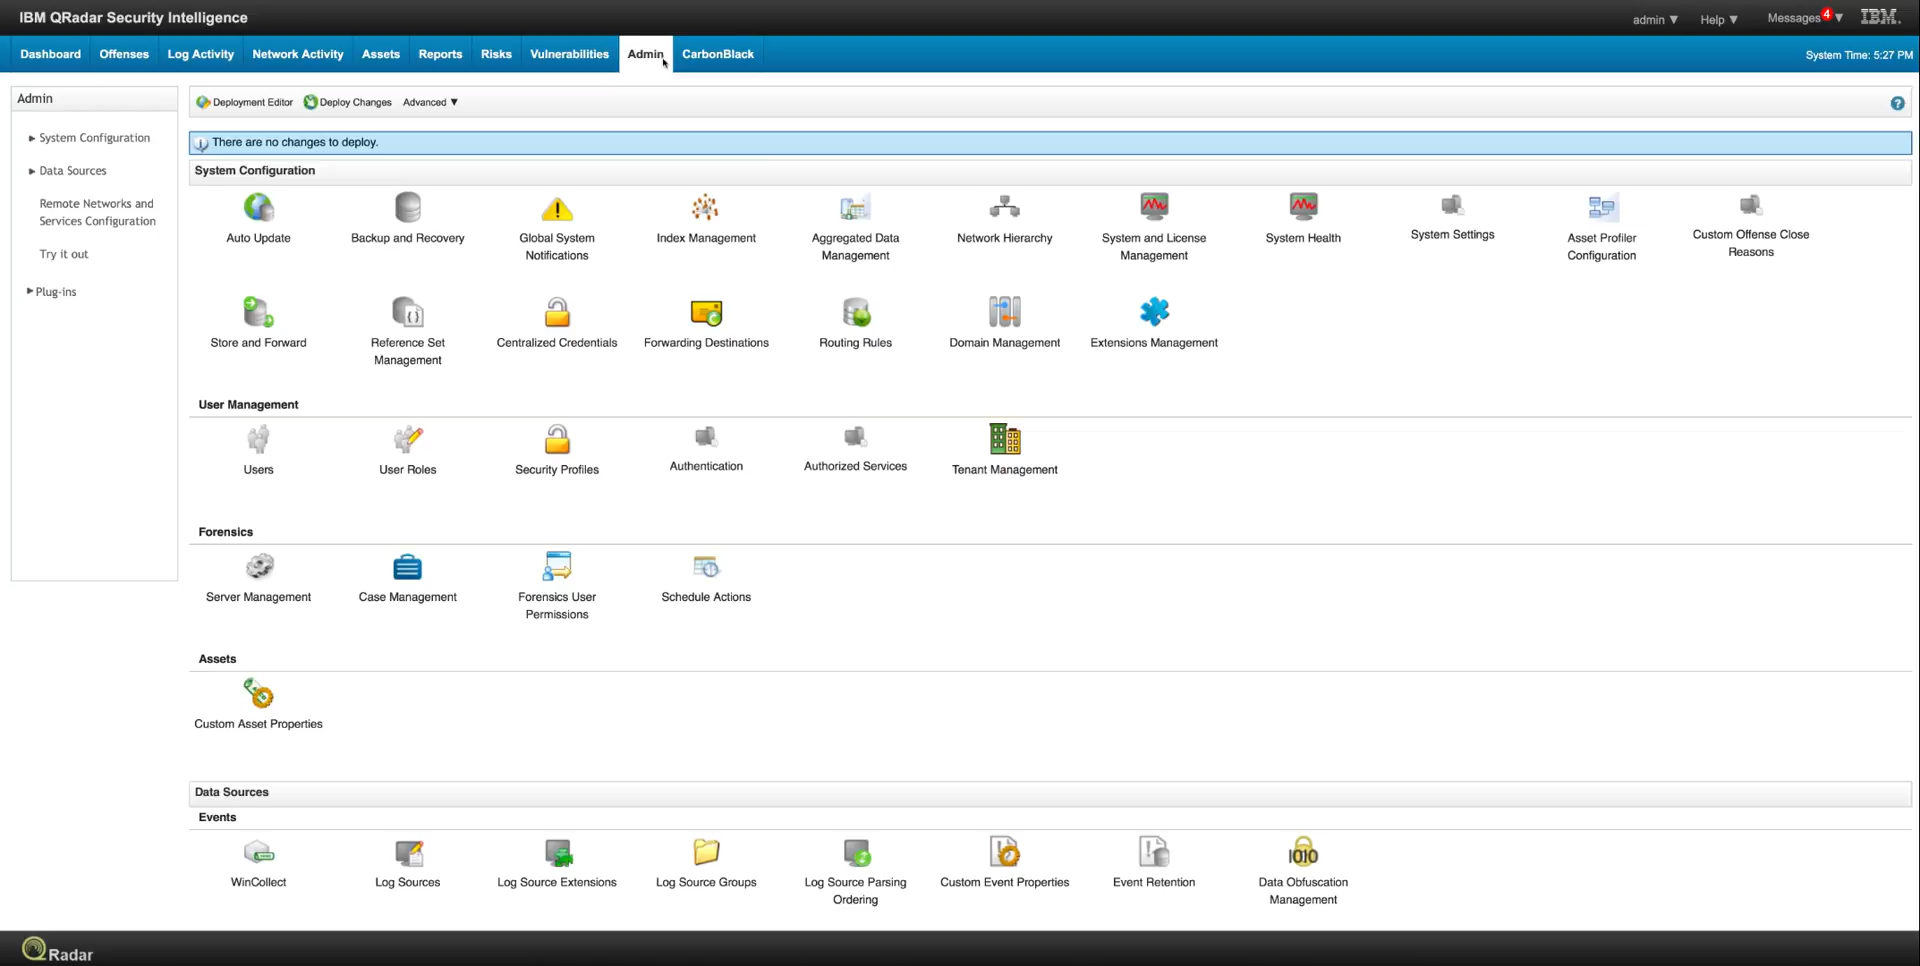 IBM QRadar Security Intelligence
admin ▼ Help ▼ Messages 4 ▼ IBM.
Dashboard Offenses Log Activity Network Activity Assets Reports Risks Vulnerabilities Admin CarbonBlack System Time: 5:27 PM
Admin
System Configuration
Data Sources
Remote Networks and
Services Configuration
Try it out
Plug-ins
Deployment Editor Deploy Changes Advanced ▼
There are no changes to deploy.
System Configuration
Auto Update
Backup and Recovery
Global System
Notifications
Index Management
Aggregated Data
Management
Network Hierarchy
System and License
Management
System Health
System Settings
Asset Profiler
Configuration
Custom Offense Close
Reasons
Store and Forward
Reference Set
Management
Centralized Credentials
Forwarding Destinations
Routing Rules
Domain Management
Extensions Management
User Management
Users
User Roles
Security Profiles
Authentication
Authorized Services
Tenant Management
Forensics
Server Management
Case Management
Forensics User
Permissions
Schedule Actions
Assets
Custom Asset Properties
Data Sources
Events
WinCollect
Log Sources
Log Source Extensions
Log Source Groups
Log Source Parsing
Ordering
Custom Event Properties
Event Retention
1010
Data Obfuscation
Management
QRadar